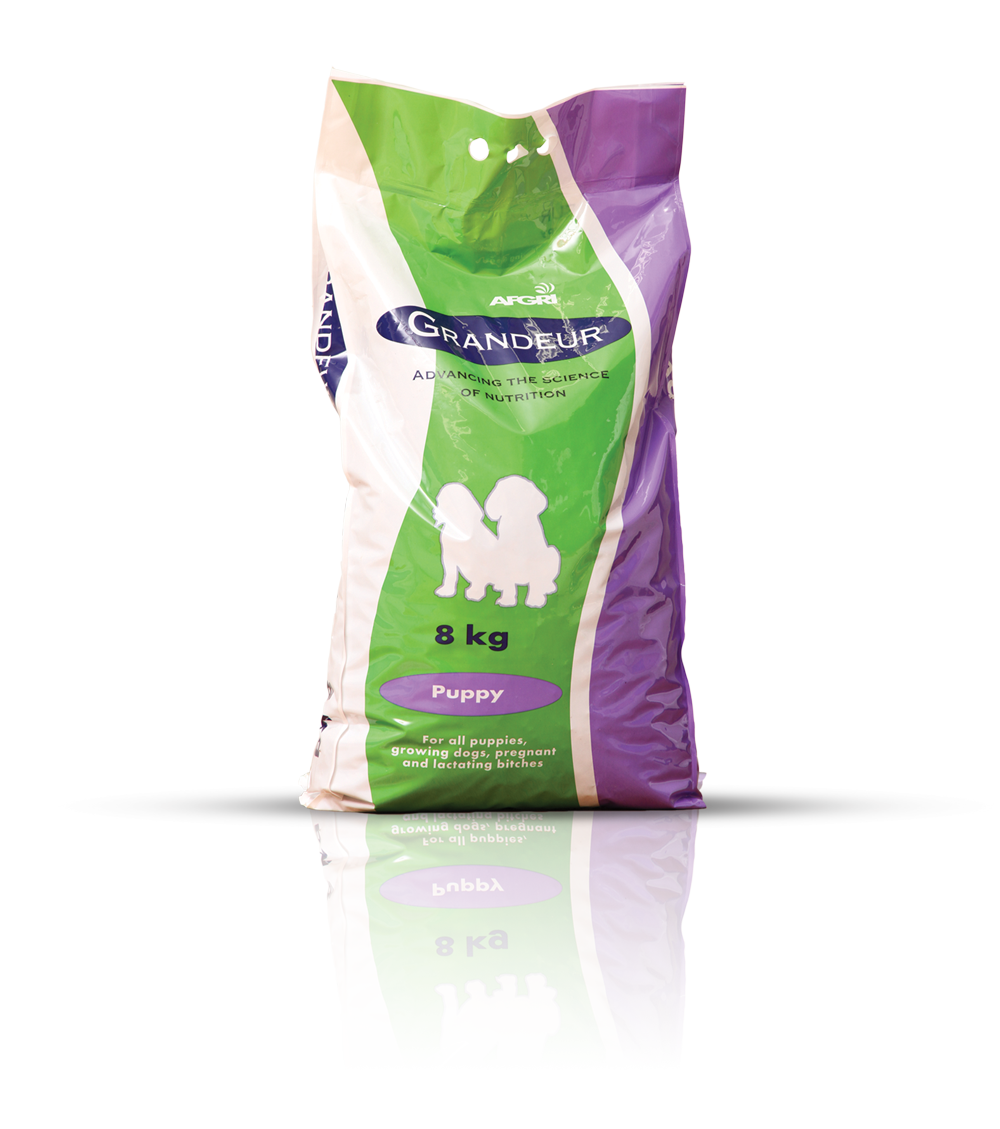 AFGRI
GRANDEUR
ADVANCING THE SCIENCE
OF NUTRITION
8 kg
Puppy
For all puppies,
growing dogs, pregnant
and lactating bitches